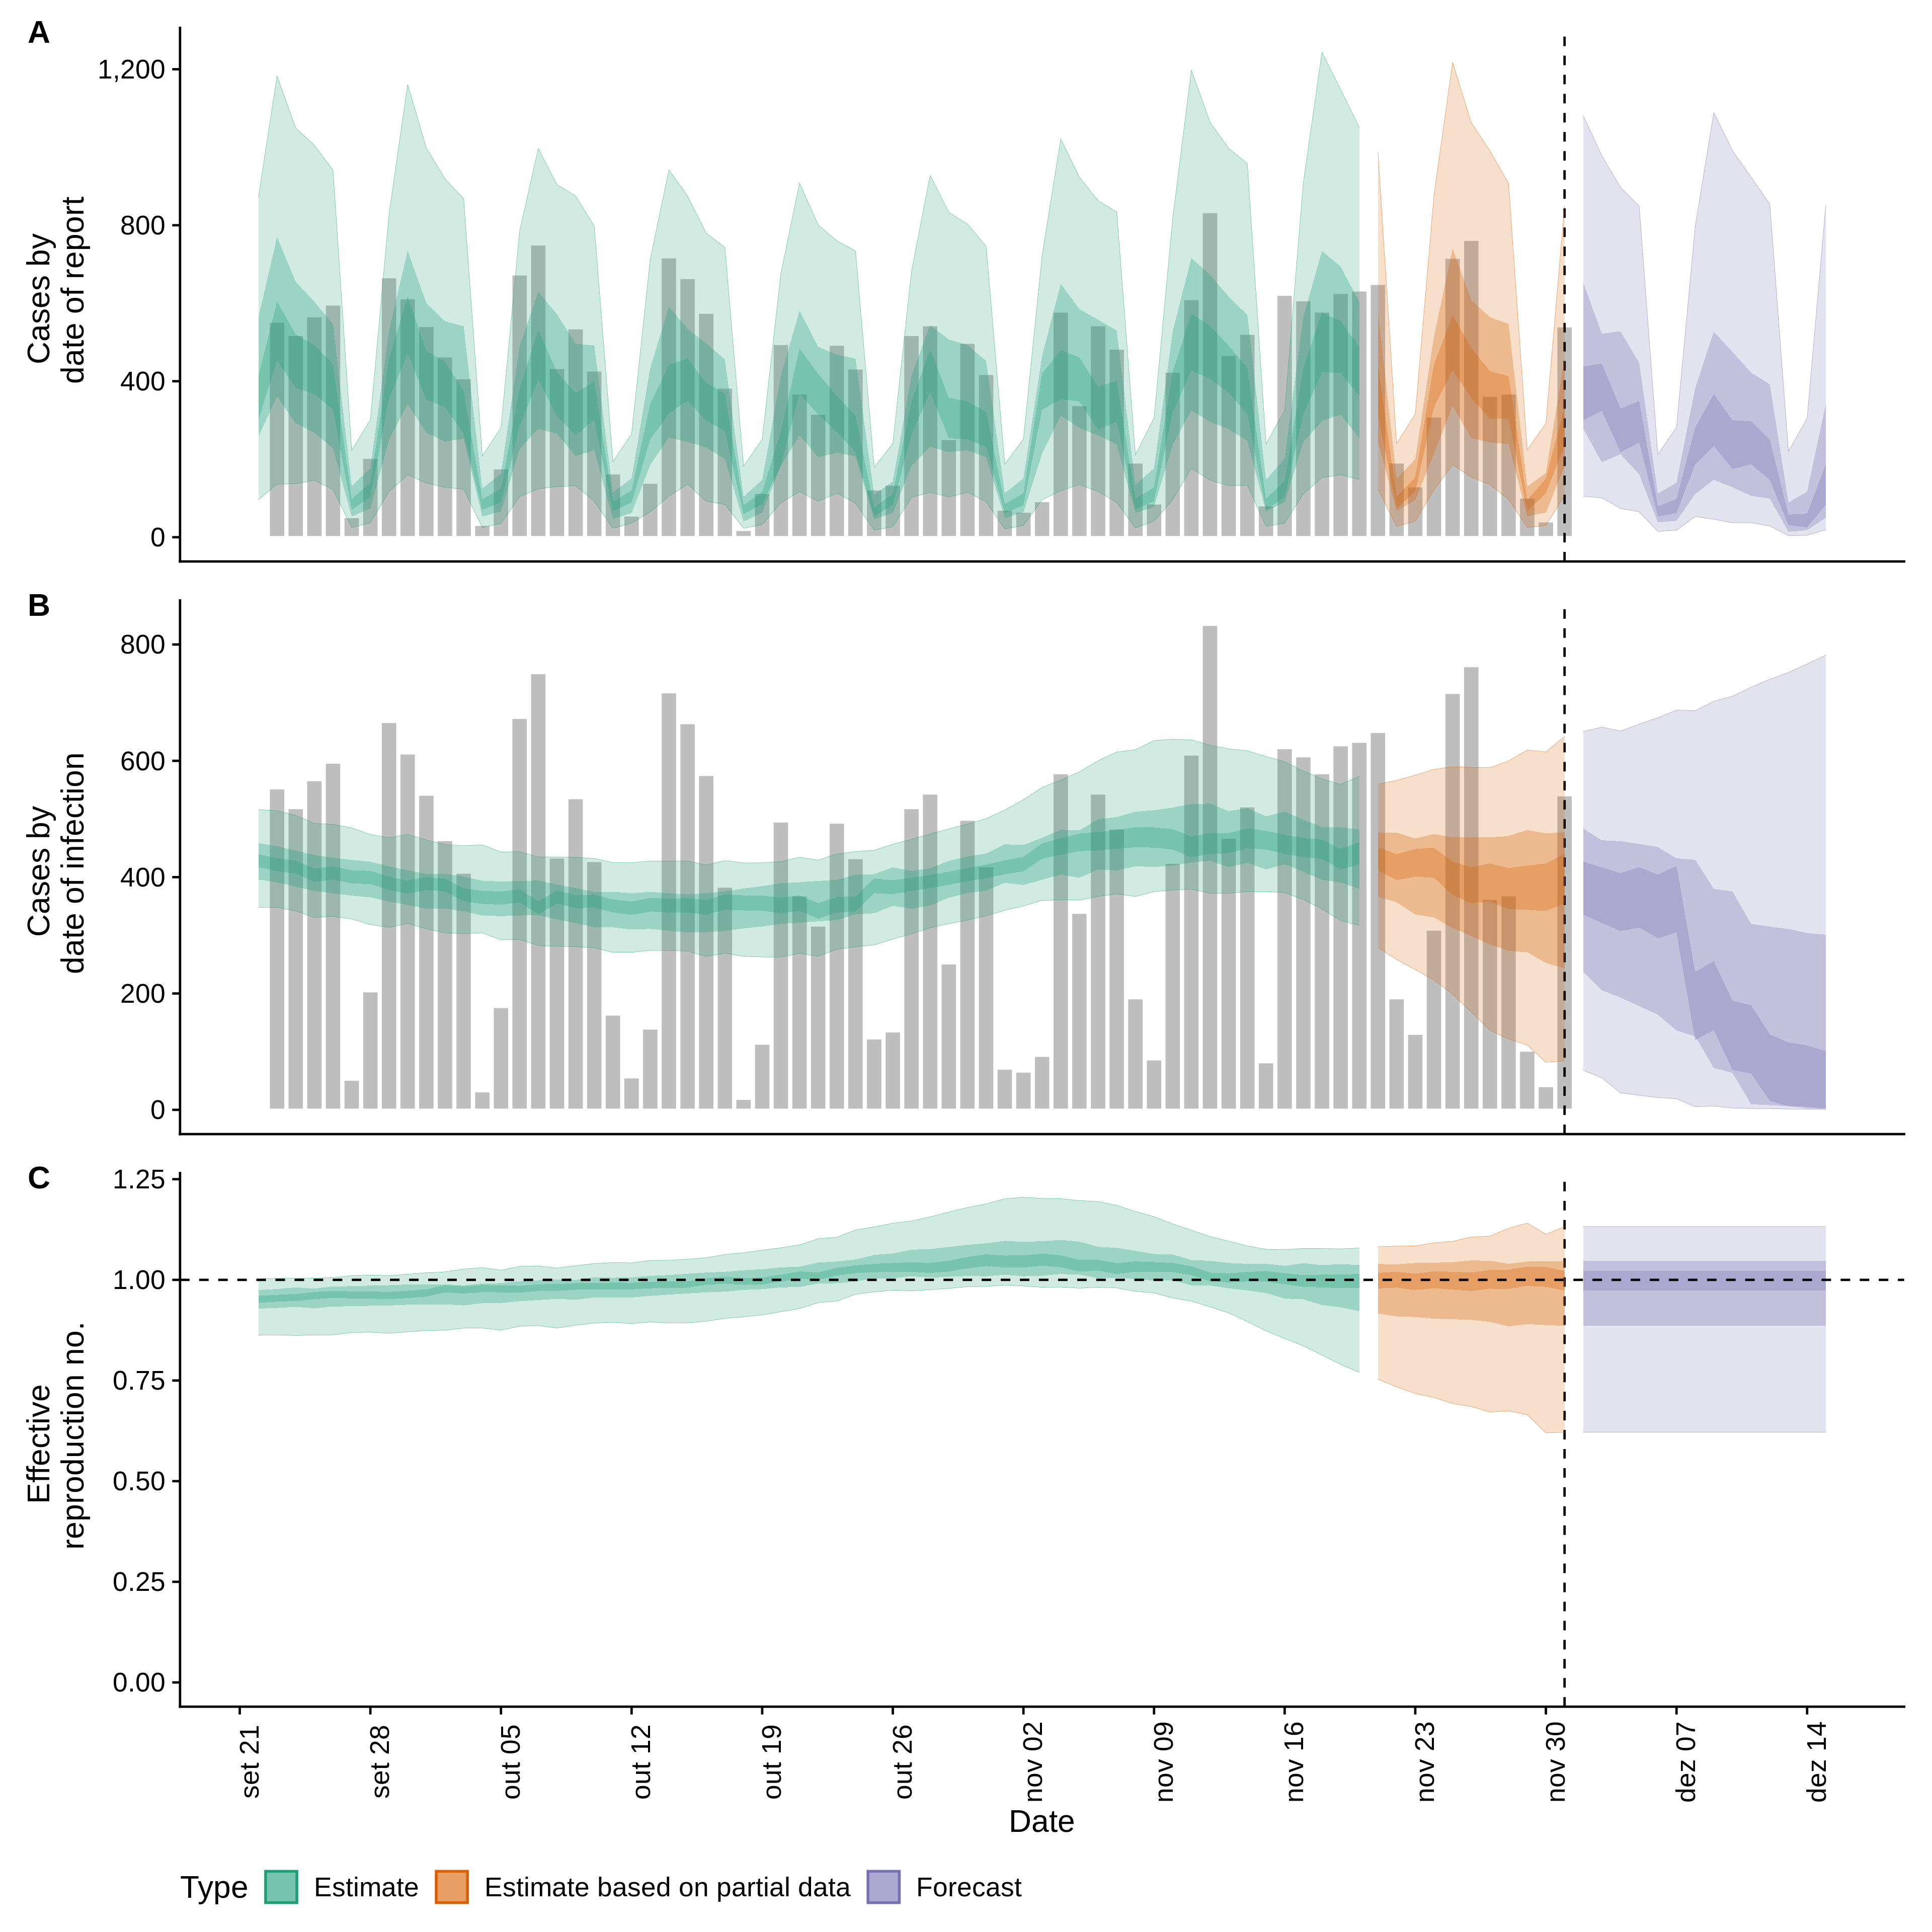 A
Cases by
date of report
1,200
800
400
0
B
Cases by
date of infection
800
600
400
200
0
C
Effective
reproduction no.
1.25
1.00
0.75
0.50
0.25
0.00
set 21
set 28
out 05
out 12
out 19
out 26
nov 02
nov 09
nov 16
nov 23
nov 30
dez 07
dez 14
Date
Type Estimate Estimate based on partial data Forecast